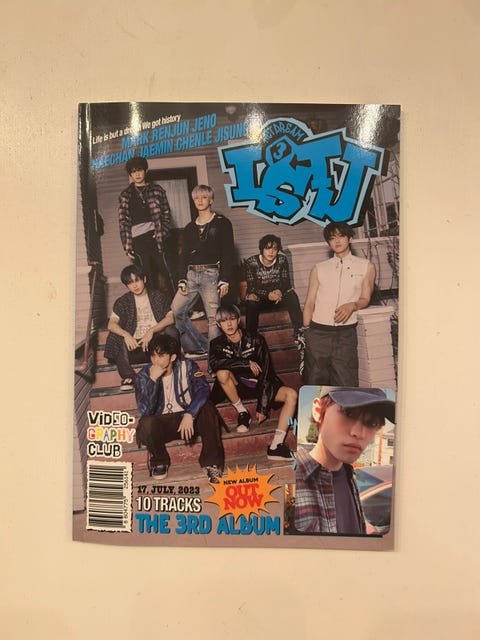 Life is but a dream We got history
MARK RENJUN JENO
HAECHAN JAEMIN CHENLE JISUNG
NCT DREAM
ISTJ
3
VIDEO-
GRAPHY
CLUB
17, JULY, 2023
10 TRACKS
THE 3RD ALBUM
NEW ALBUM
OUT
NOW